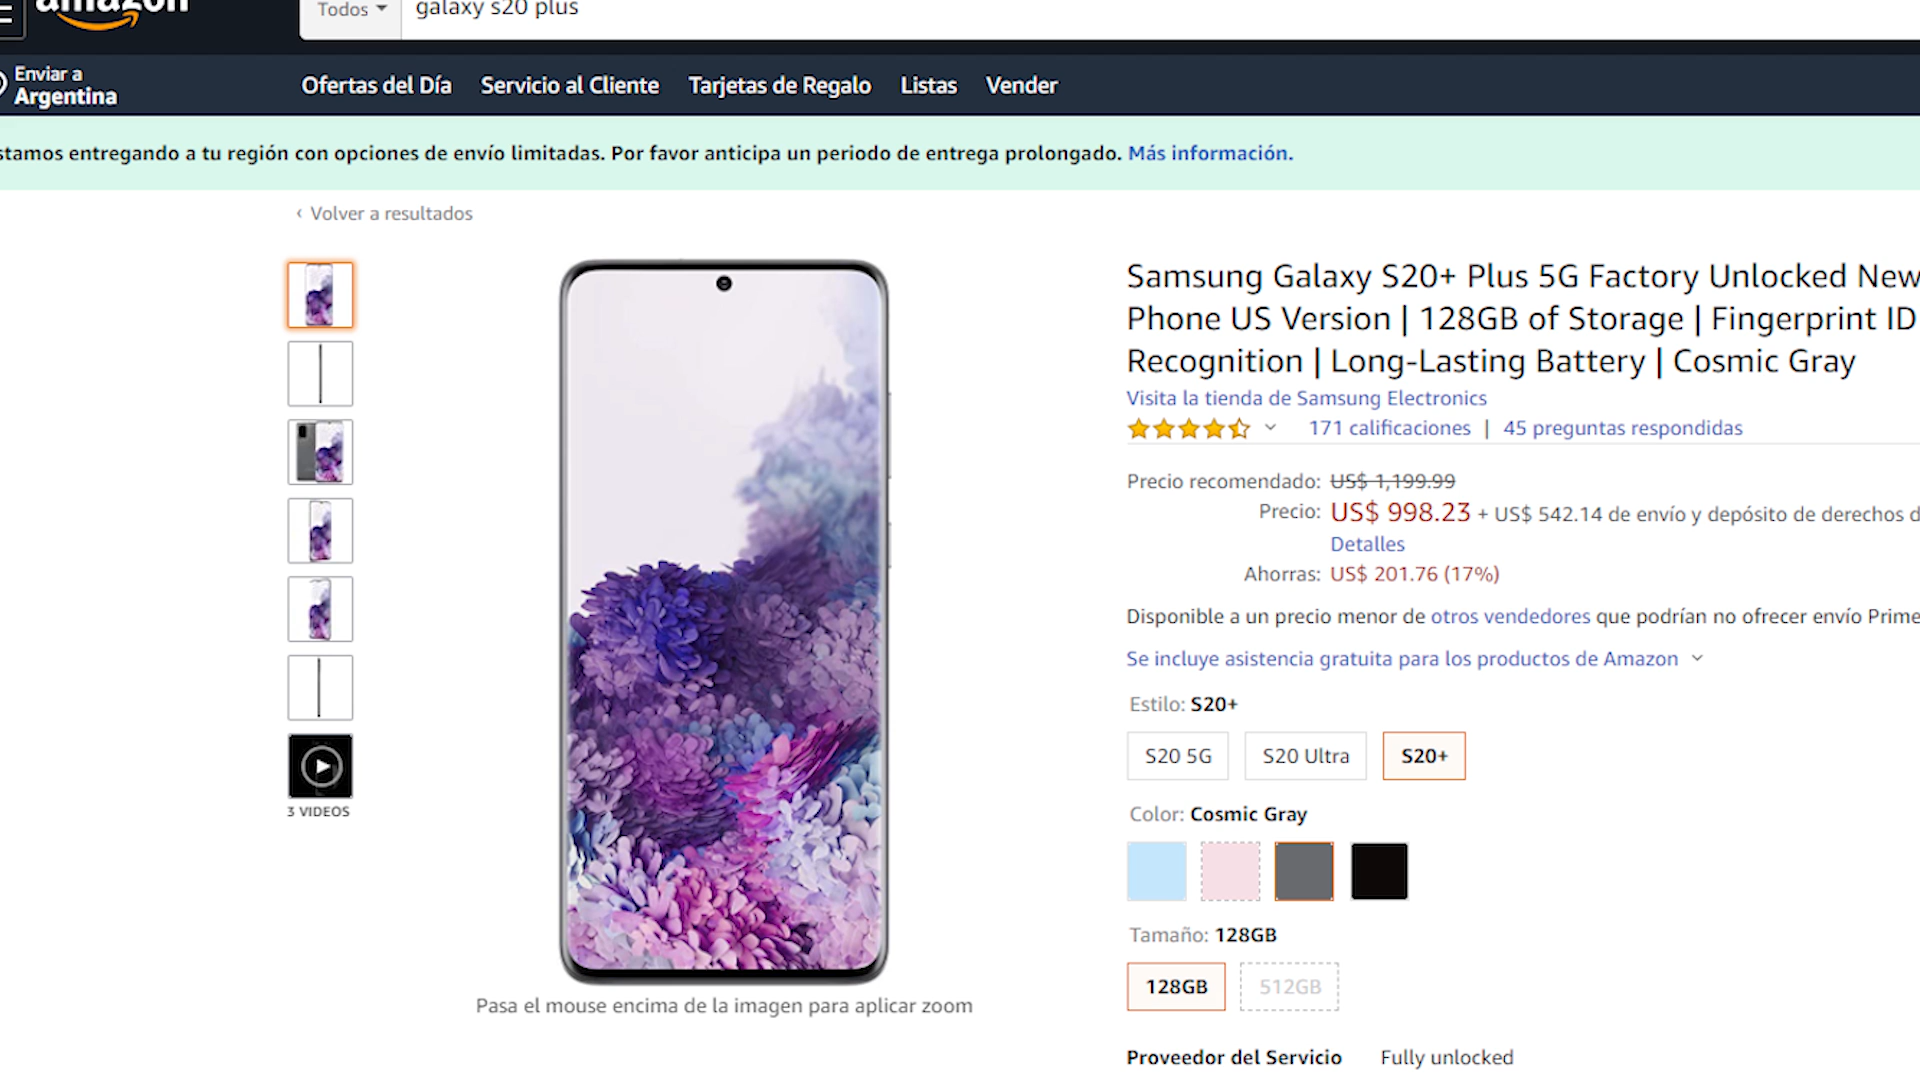 amazon
Todos
galaxy s20 plus
Enviar a
Argentina
Ofertas del Día
Servicio al Cliente
Tarjetas de Regalo
Listas
Vender
stamos entregando a tu región con opciones de envío limitadas. Por favor anticipa un periodo de entrega prolongado. Más información.
‹ Volver a resultados
3 VIDEOS
Pasa el mouse encima de la imagen para aplicar zoom
Samsung Galaxy S20+ Plus 5G Factory Unlocked New
Phone US Version | 128GB of Storage | Fingerprint ID
Recognition | Long-Lasting Battery | Cosmic Gray
Visita la tienda de Samsung Electronics
171 calificaciones | 45 preguntas respondidas
Precio recomendado: US$ 1,199.99
Precio: US$ 998.23 + US$ 542.14 de envío y depósito de derechos d
Detalles
Ahorras: US$ 201.76 (17%)
Disponible a un precio menor de otros vendedores que podrían no ofrecer envío Prime
Se incluye asistencia gratuita para los productos de Amazon
Estilo: S20+
S20 5G
S20 Ultra
S20+
Color: Cosmic Gray
Tamaño: 128GB
128GB
512GB
Proveedor del Servicio Fully unlocked